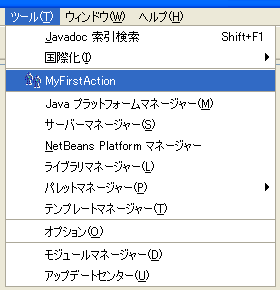 ツール(T) ウィンドウ(W) ヘルプ(H)
Javadoc 索引検索 Shift+F1
国際化(I)
MyFirstAction
Java プラットフォームマネージャー(M)
サーバーマネージャー(S)
NetBeans Platform マネージャー
ライブラリマネージャー(L)
パレットマネージャー(P)
テンプレートマネージャー(T)
オプション(O)
モジュールマネージャー(D)
アップデートセンター(U)